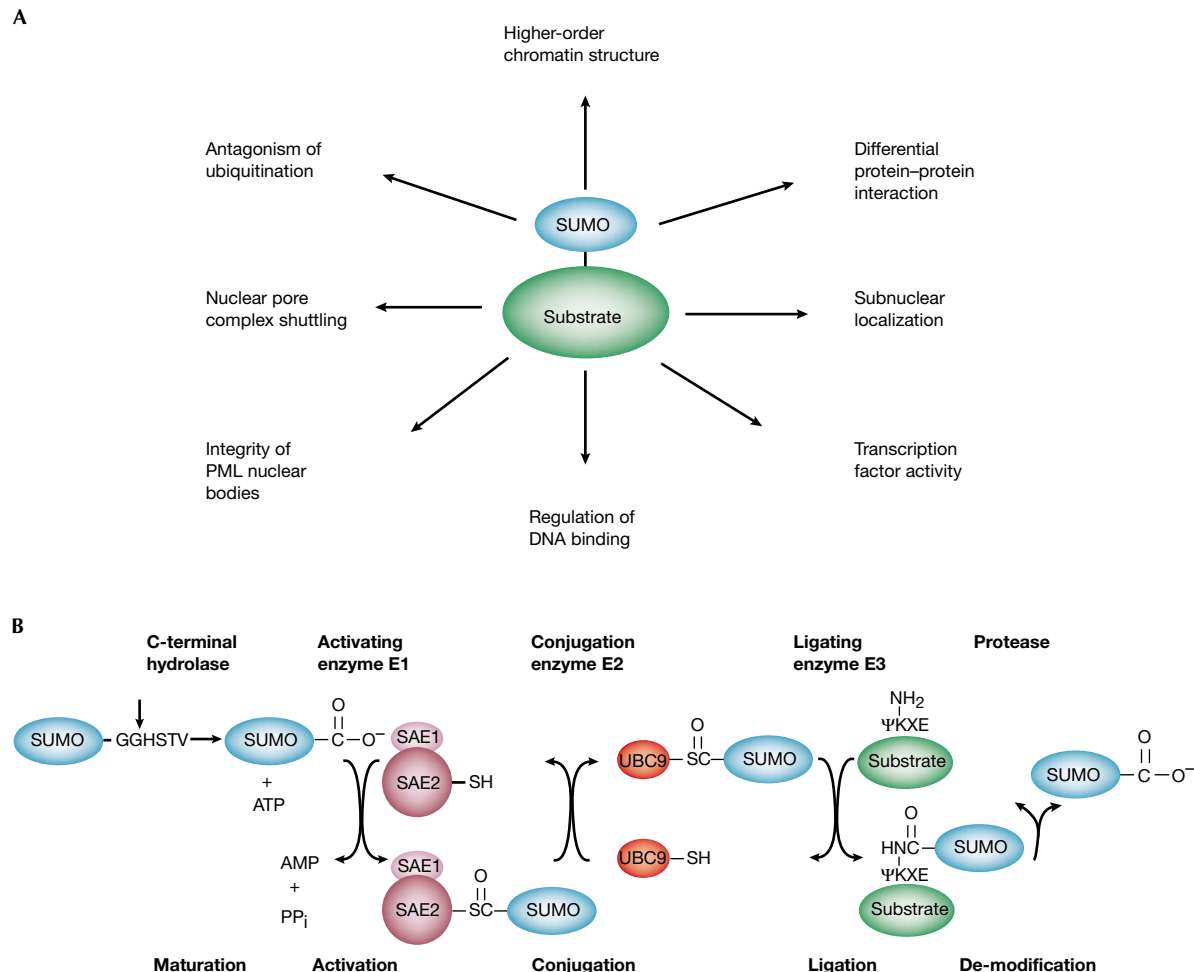 A
Higher-order
chromatin structure
Antagonism of
ubiquitination
Differential
protein–protein
interaction
SUMO
Nuclear pore
complex shuttling
Substrate
Subnuclear
localization
Integrity of
PML nuclear
bodies
Transcription
factor activity
Regulation of
DNA binding
B
C-terminal
hydrolase
Activating
enzyme E1
Conjugation
enzyme E2
Ligating
enzyme E3
Protease
SUMO GGHSTV
SUMO
O
C O⁻
+
ATP
SAE1
SAE2 SH
AMP
+
PPi
SAE1
SAE2
O
SC SUMO
UBC9
O
SC SUMO
UBC9 SH
NH2
ΨKXE
Substrate
O
HNC SUMO
ΨKXE
Substrate
O
SUMO C O⁻
Maturation
Activation
Conjugation
Ligation
De-modification